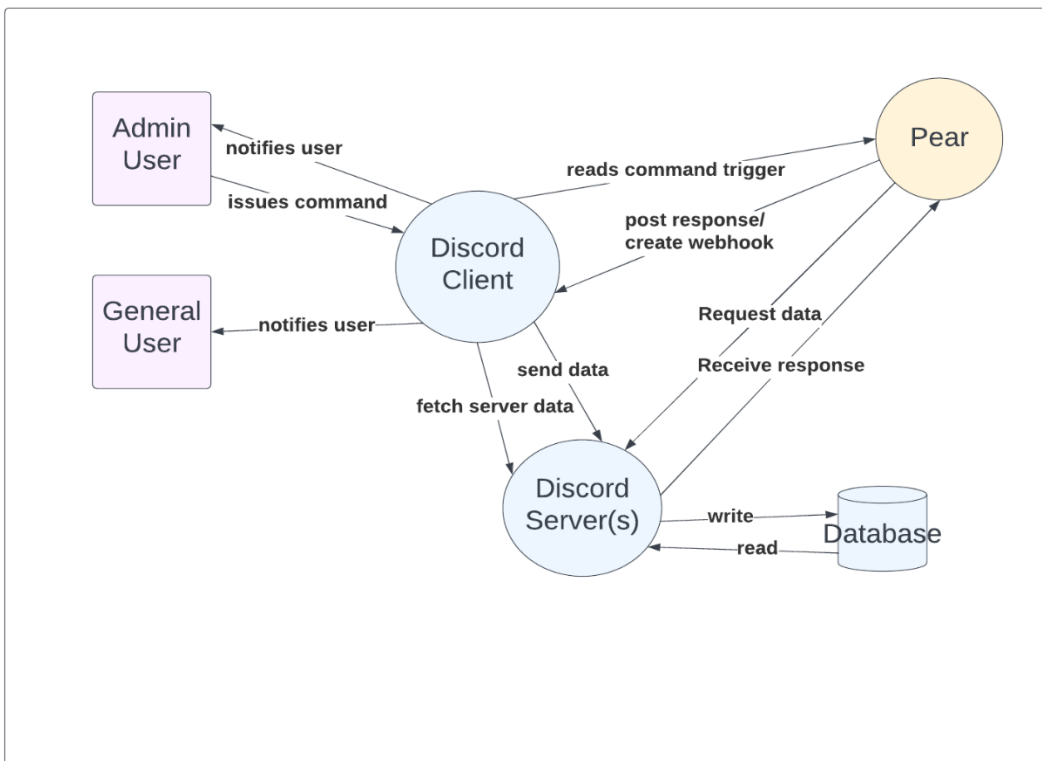 Admin
User
notifies user
issues command
General
User
notifies user
Discord
Client
reads command trigger
post response/
create webhook
Pear
Request data
Receive response
send data
fetch server data
Discord
Server(s)
write
read
Database